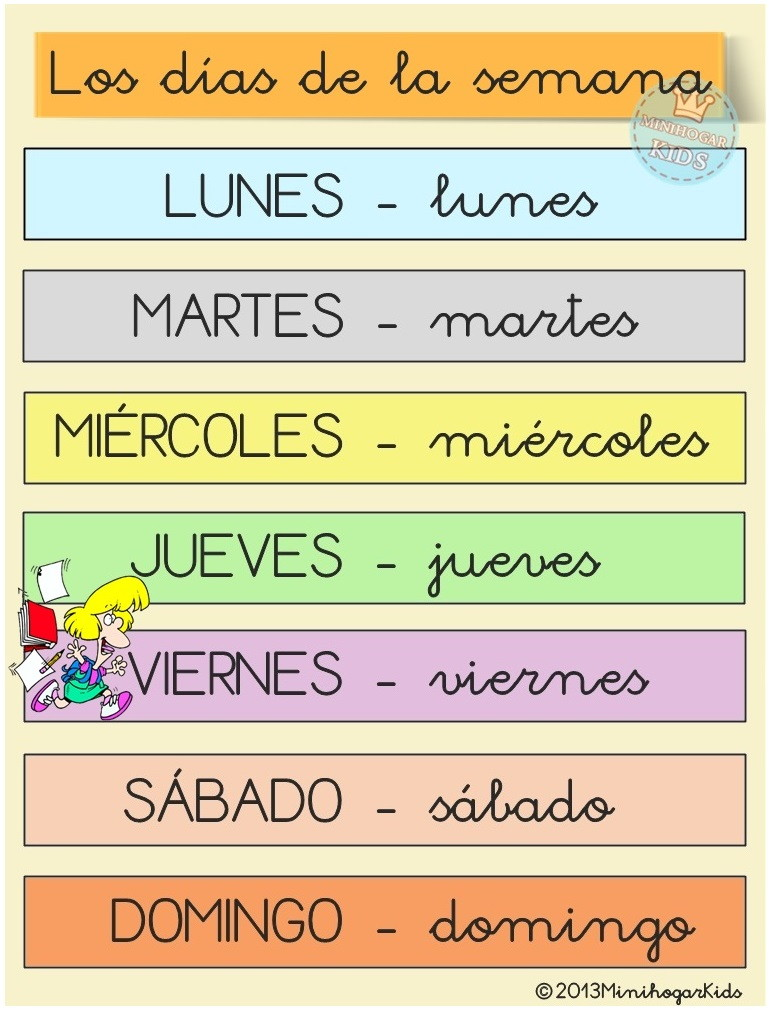 Los días de la semana
MINIHOGAR
KIDS
LUNES - lunes
MARTES - martes
MIÉRCOLES - miércoles
JUEVES - jueves
VIERNES - viernes
SÁBADO - sábado
DOMINGO - domingo
©2013MinihogarKids